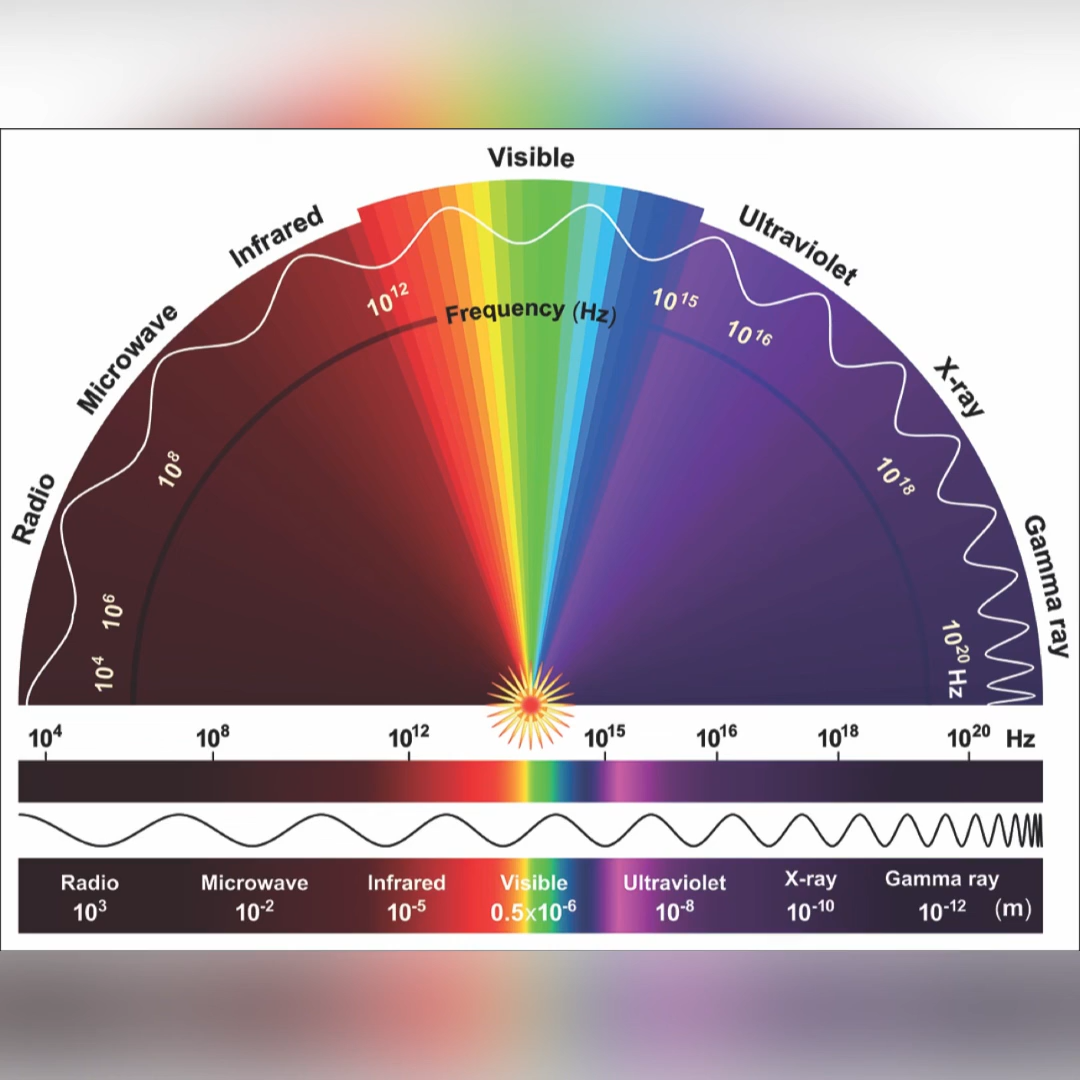 Visible
Infrared
Ultraviolet
Microwave
X-ray
Radio
Gamma ray
Frequency (Hz)
10⁴
10⁶
10⁸
10¹²
10¹⁵
10¹⁶
10¹⁸
10²⁰ Hz
10⁴ 10⁸ 10¹² 10¹⁵ 10¹⁶ 10¹⁸ 10²⁰ Hz
Radio Microwave Infrared Visible Ultraviolet X-ray Gamma ray
10³ 10⁻² 10⁻⁵ 0.5x10⁻⁶ 10⁻⁸ 10⁻¹⁰ 10⁻¹² (m)